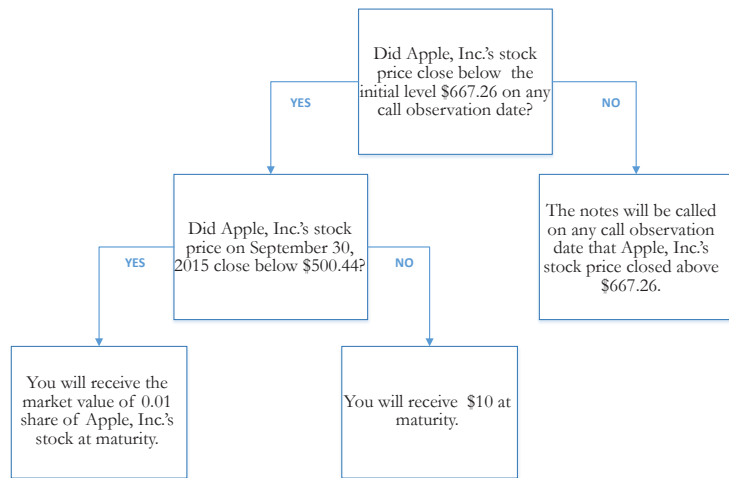 Did Apple, Inc.'s stock
price close below the
initial level $667.26 on any
call observation date?
YES
NO
Did Apple, Inc.'s stock
price on September 30,
2015 close below $500.44?
The notes will be called
on any call observation
date that Apple, Inc.'s
stock price closed above
$667.26.
YES
NO
You will receive the
market value of 0.01
share of Apple, Inc.'s
stock at maturity.
You will receive $10 at
maturity.